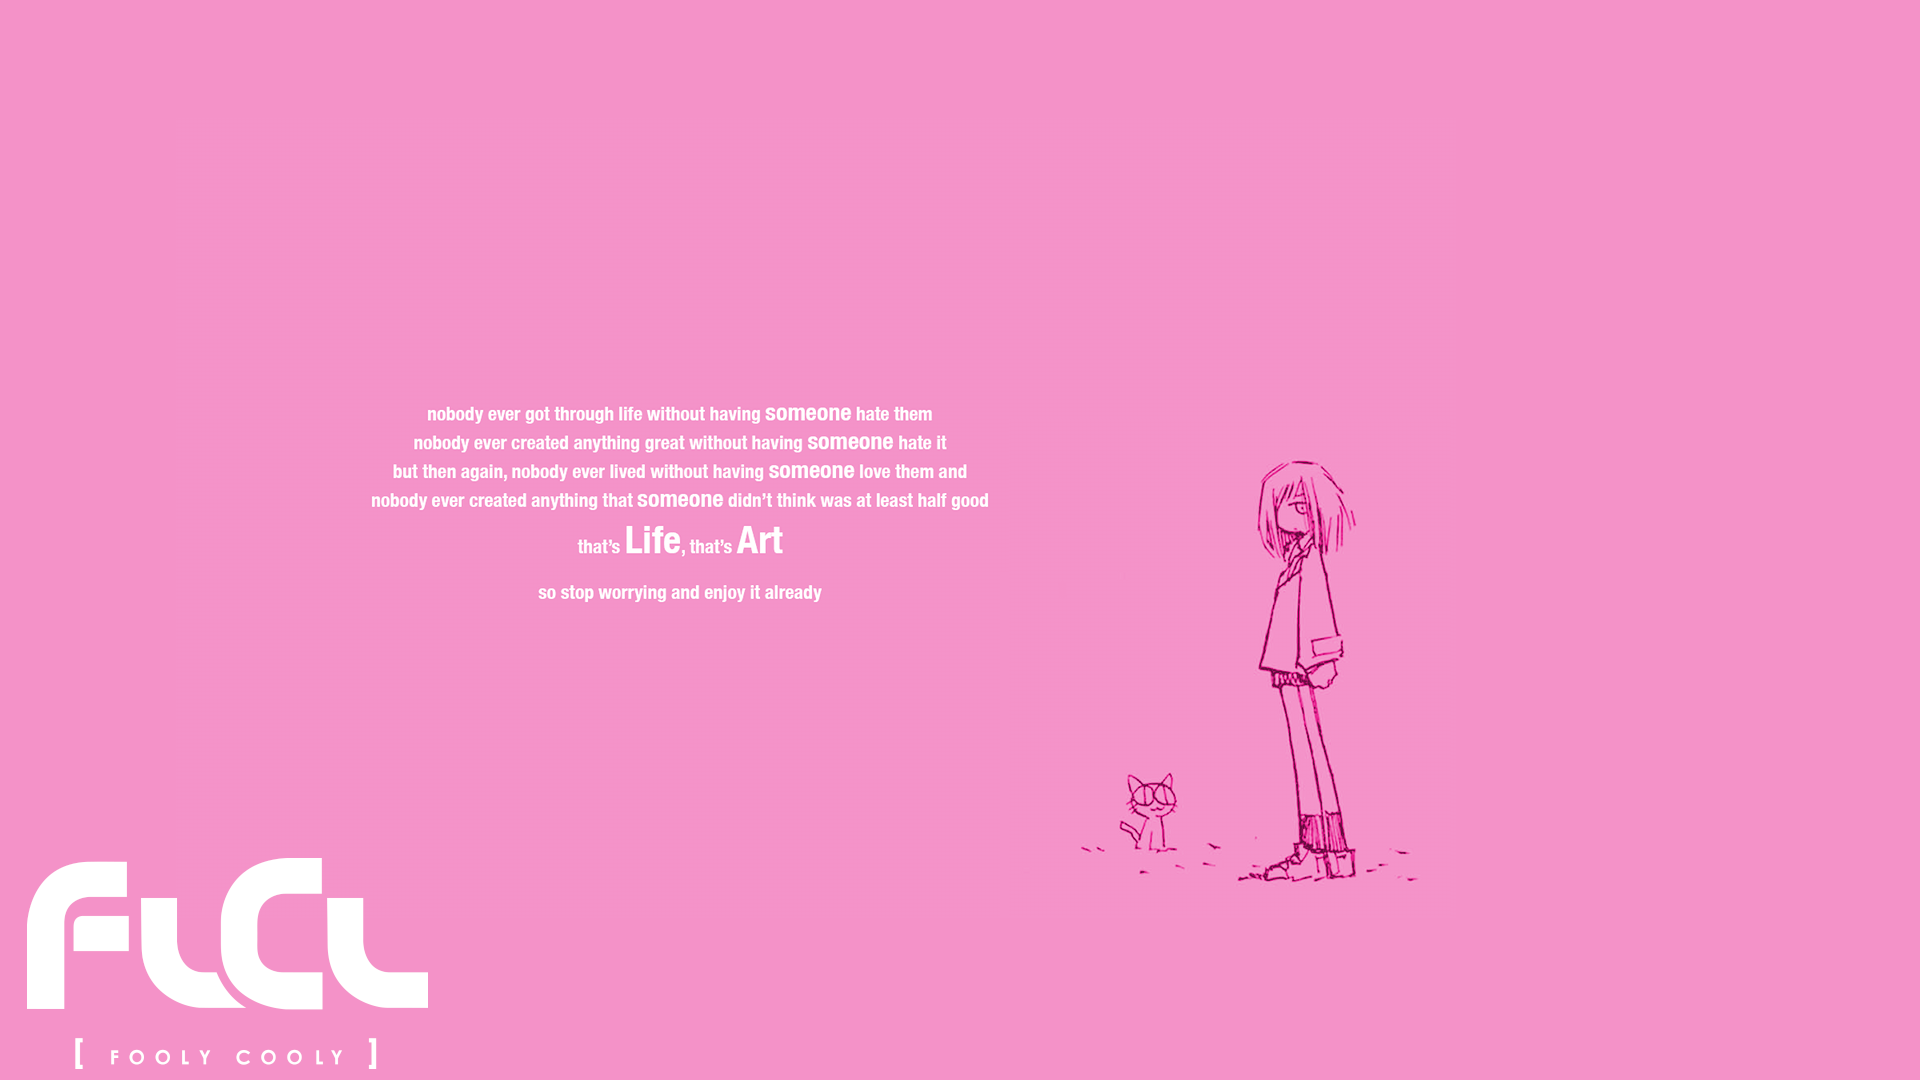 nobody ever got through life without having someone hate them
nobody ever created anything great without having someone hate it
but then again, nobody ever lived without having someone love them and
nobody ever created anything that someone didn't think was at least half good
that's Life, that's Art
so stop worrying and enjoy it already
FLCL
[ FOOLY COOLY ]